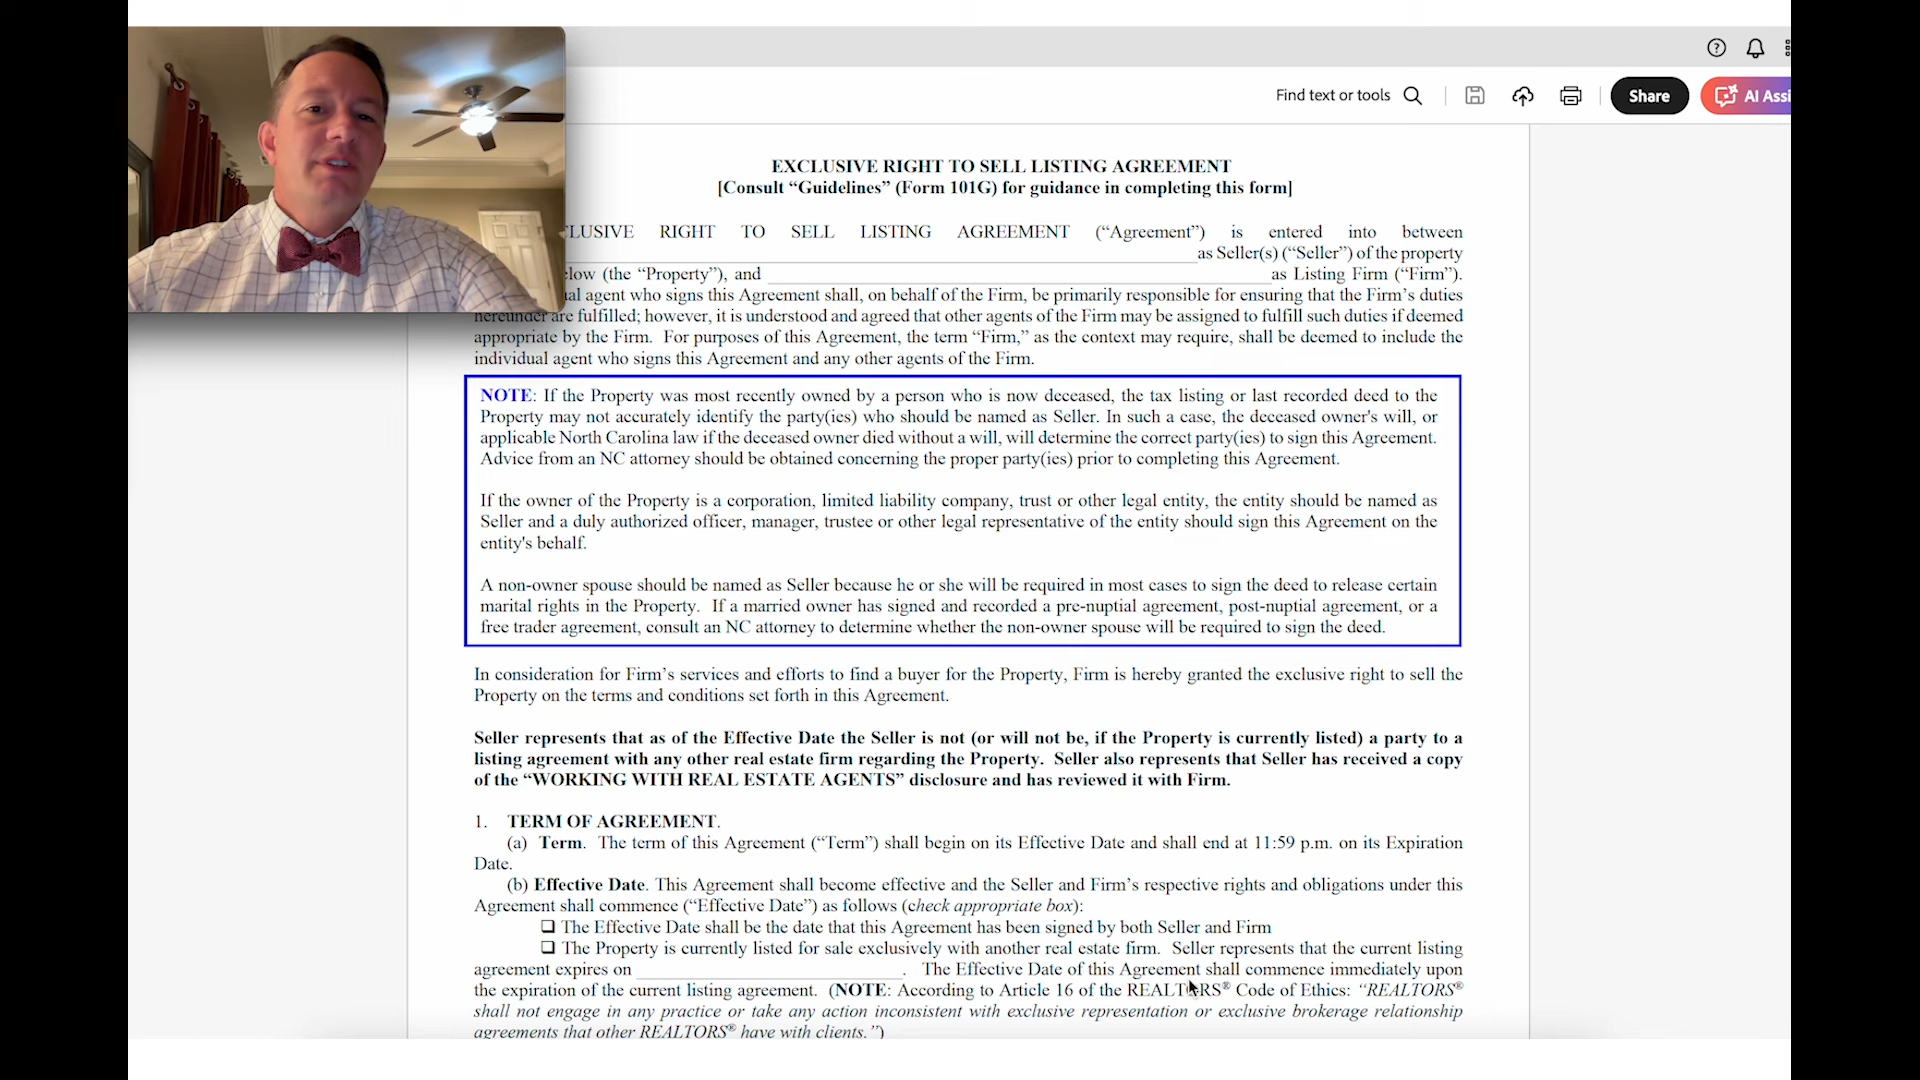 Find text or tools
Share
AI Assi
EXCLUSIVE RIGHT TO SELL LISTING AGREEMENT
[Consult “Guidelines” (Form 101G) for guidance in completing this form]
LUSIVE RIGHT TO SELL LISTING AGREEMENT (“Agreement”) is entered into between
as Seller(s) (“Seller”) of the property
low (the “Property”), and as Listing Firm (“Firm”).
al agent who signs this Agreement shall, on behalf of the Firm, be primarily responsible for ensuring that the Firm’s duties
hereunder are fulfilled; however, it is understood and agreed that other agents of the Firm may be assigned to fulfill such duties if deemed
appropriate by the Firm. For purposes of this Agreement, the term “Firm,” as the context may require, shall be deemed to include the
individual agent who signs this Agreement and any other agents of the Firm.
NOTE: If the Property was most recently owned by a person who is now deceased, the tax listing or last recorded deed to the
Property may not accurately identify the party(ies) who should be named as Seller. In such a case, the deceased owner's will, or
applicable North Carolina law if the deceased owner died without a will, will determine the correct party(ies) to sign this Agreement.
Advice from an NC attorney should be obtained concerning the proper party(ies) prior to completing this Agreement.
If the owner of the Property is a corporation, limited liability company, trust or other legal entity, the entity should be named as
Seller and a duly authorized officer, manager, trustee or other legal representative of the entity should sign this Agreement on the
entity's behalf.
A non-owner spouse should be named as Seller because he or she will be required in most cases to sign the deed to release certain
marital rights in the Property. If a married owner has signed and recorded a pre-nuptial agreement, post-nuptial agreement, or a
free trader agreement, consult an NC attorney to determine whether the non-owner spouse will be required to sign the deed.
In consideration for Firm’s services and efforts to find a buyer for the Property, Firm is hereby granted the exclusive right to sell the
Property on the terms and conditions set forth in this Agreement.
Seller represents that as of the Effective Date the Seller is not (or will not be, if the Property is currently listed) a party to a
listing agreement with any other real estate firm regarding the Property. Seller also represents that Seller has received a copy
of the “WORKING WITH REAL ESTATE AGENTS” disclosure and has reviewed it with Firm.
1. TERM OF AGREEMENT.
(a) Term. The term of this Agreement (“Term”) shall begin on its Effective Date and shall end at 11:59 p.m. on its Expiration
Date.
(b) Effective Date. This Agreement shall become effective and the Seller and Firm’s respective rights and obligations under this
Agreement shall commence (“Effective Date”) as follows (check appropriate box):
❑ The Effective Date shall be the date that this Agreement has been signed by both Seller and Firm
❑ The Property is currently listed for sale exclusively with another real estate firm. Seller represents that the current listing
agreement expires on . The Effective Date of this Agreement shall commence immediately upon
the expiration of the current listing agreement. (NOTE: According to Article 16 of the REALTORS® Code of Ethics: “REALTORS®
shall not engage in any practice or take any action inconsistent with exclusive representation or exclusive brokerage relationship
agreements that other REALTORS® have with clients.”)